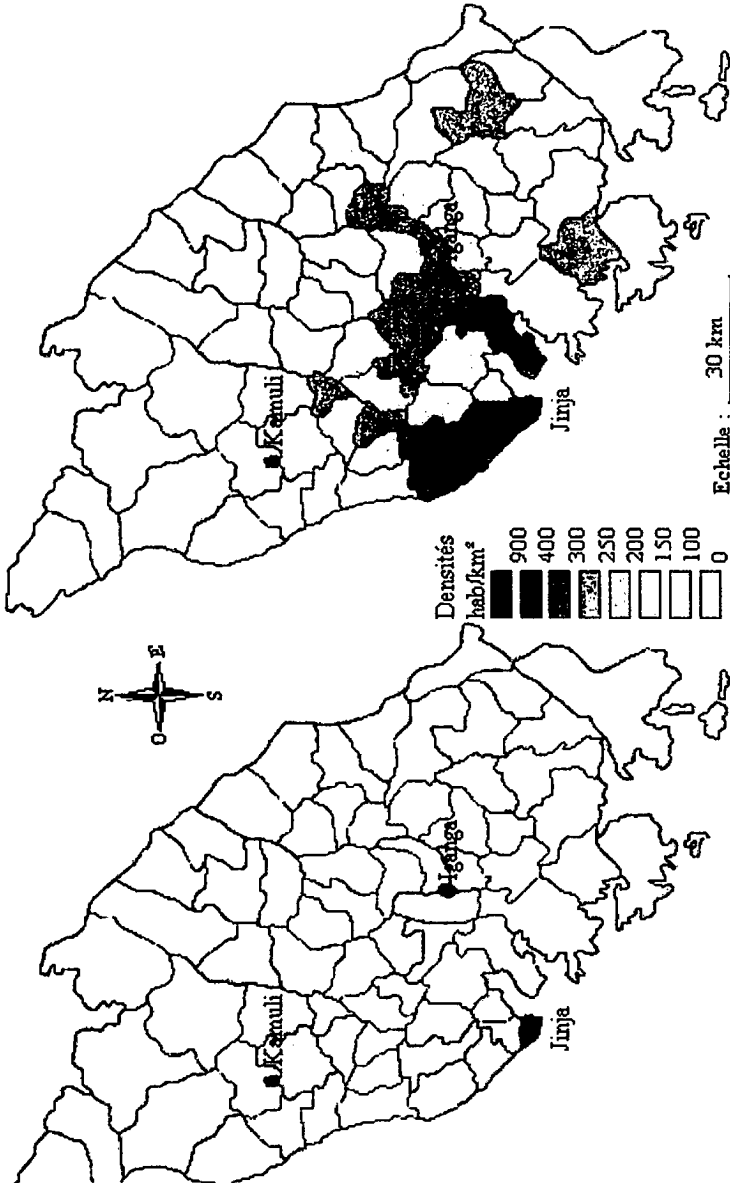 N
O
E
S
Kamuli
Iganga
Jinja
Kamuli
Iganga
Jinja
Densités
hab/km²
900
400
300
250
200
150
100
0
Echelle : 30 km